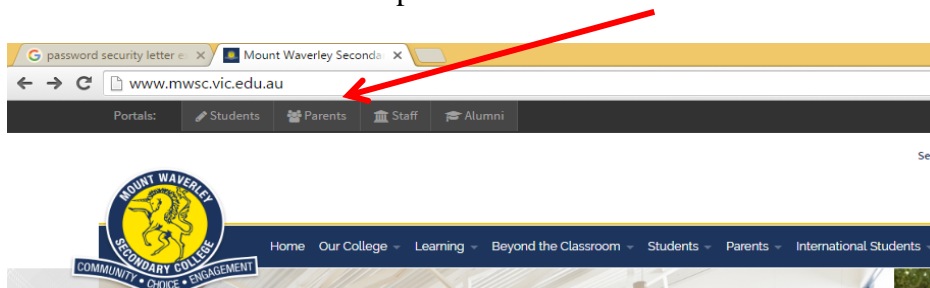 password security letter e
Mount Waverley Seconda
www.mwsc.vic.edu.au
Portals: Students Parents Staff Alumni
Se
MOUNT WAVERLEY
SECONDARY COLLEGE
COMMUNITY • CHOICE • ENGAGEMENT
Home Our College Learning Beyond the Classroom Students Parents International Students